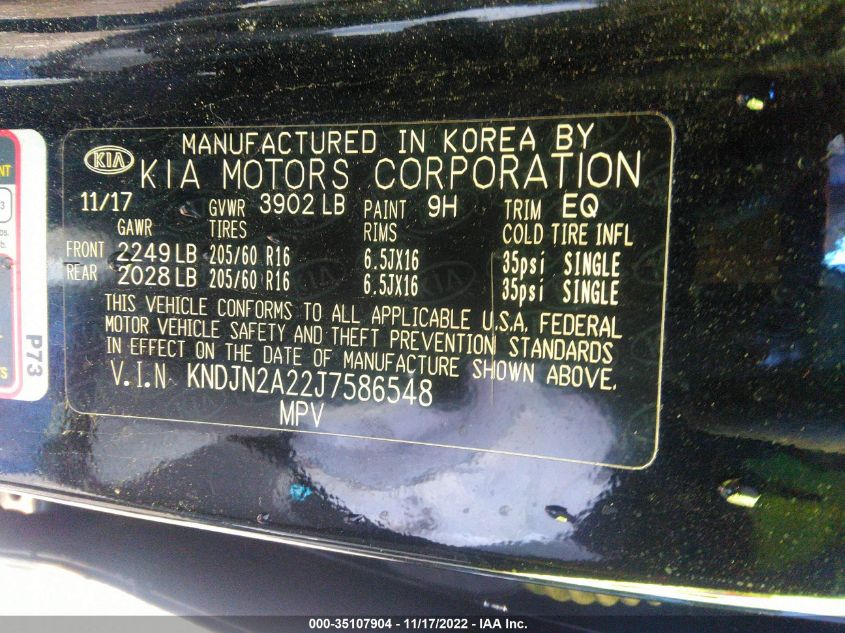 MANUFACTURED IN KOREA BY
KIA KIA MOTORS CORPORATION
11/17 GVWR 3902 LB PAINT 9H TRIM EQ
GAWR TIRES RIMS COLD TIRE INFL
FRONT 2249 LB 205/60 R16 6.5JX16 35psi SINGLE
REAR 2028 LB 205/60 R16 6.5JX16 35psi SINGLE
THIS VEHICLE CONFORMS TO ALL APPLICABLE U.S.A. FEDERAL
MOTOR VEHICLE SAFETY AND THEFT PREVENTION STANDARDS
IN EFFECT ON THE DATE OF MANUFACTURE SHOWN ABOVE.
V.I.N KNDJN2A22J7586548
MPV
P73
000-35107904 - 11/17/2022 - IAA Inc.